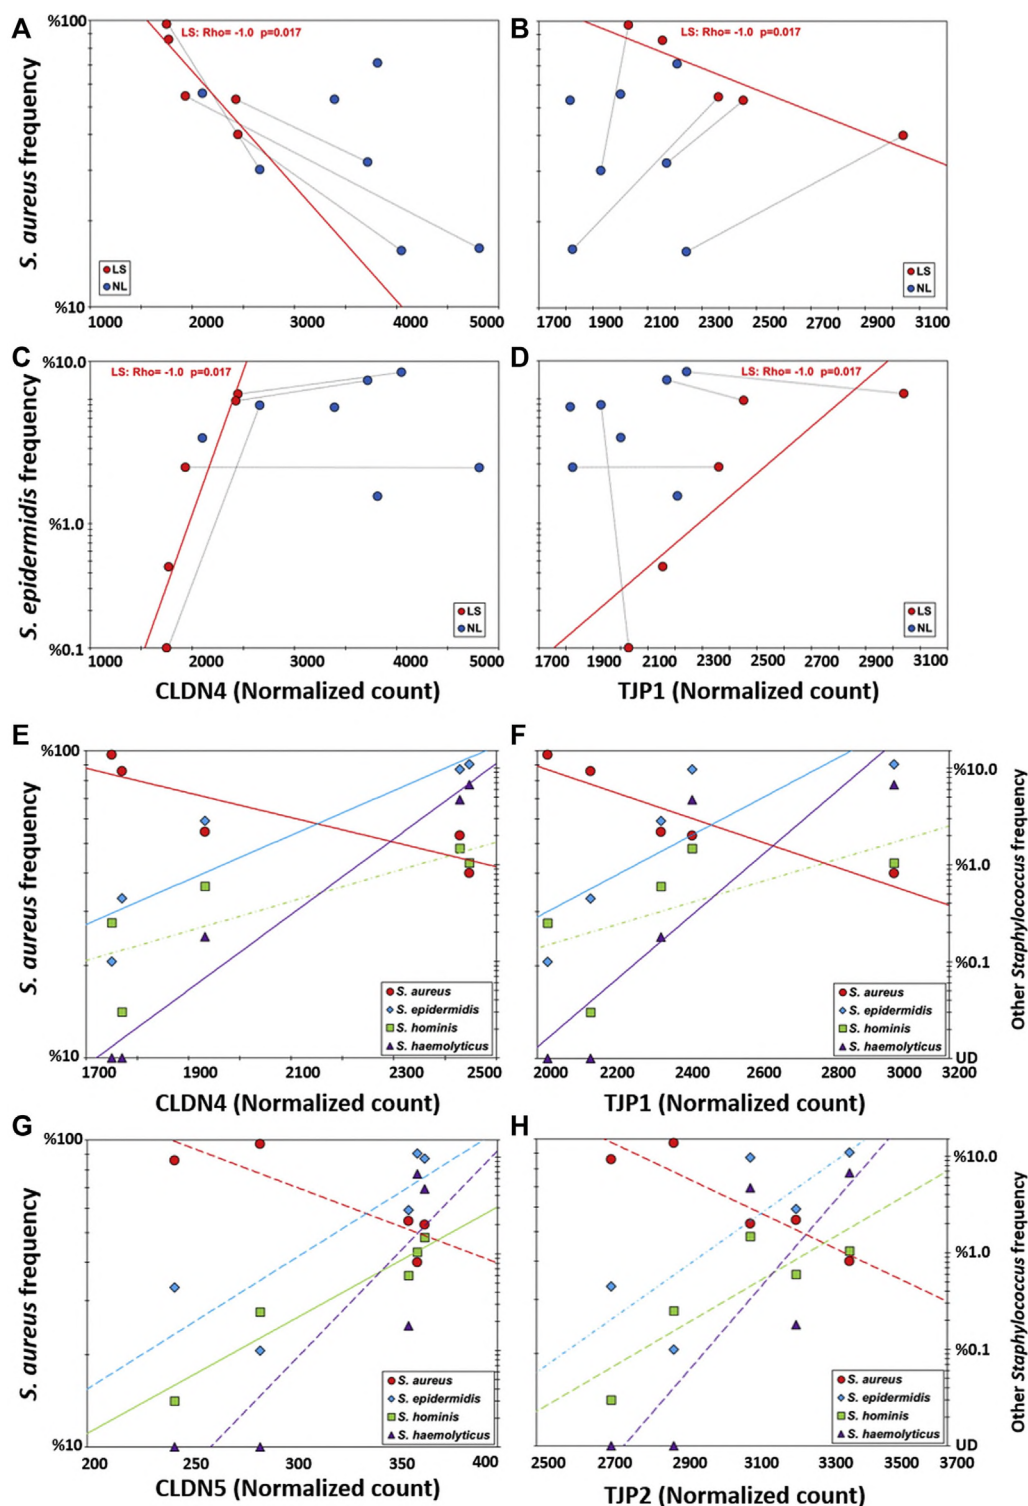 A
B
%100
LS: Rho= -1.0 p=0.017
LS: Rho= -1.0 p=0.017
S. aureus frequency
LS
NL
LS
NL
%10
1000 2000 3000 4000 5000
1700 1900 2100 2300 2500 2700 2900 3100
C
D
%10.0
LS: Rho= -1.0 p=0.017
LS: Rho= -1.0 p=0.017
S. epidermidis frequency
%1.0
LS
NL
LS
NL
%0.1
1000 2000 3000 4000 5000
1700 1900 2100 2300 2500 2700 2900 3100
CLDN4 (Normalized count)
TJP1 (Normalized count)
E
F
%100
%10.0
S. aureus frequency
%1.0
Other Staphylococcus frequency
%0.1
S. aureus
S. epidermidis
S. hominis
S. haemolyticus
S. aureus
S. epidermidis
S. hominis
S. haemolyticus
%10
UD
1700 1900 2100 2300 2500
2000 2200 2400 2600 2800 3000 3200
CLDN4 (Normalized count)
TJP1 (Normalized count)
G
H
%100
%10.0
S. aureus frequency
%1.0
Other Staphylococcus frequency
%0.1
S. aureus
S. epidermidis
S. hominis
S. haemolyticus
S. aureus
S. epidermidis
S. hominis
S. haemolyticus
%10
UD
200 250 300 350 400
2500 2700 2900 3100 3300 3500 3700
CLDN5 (Normalized count)
TJP2 (Normalized count)